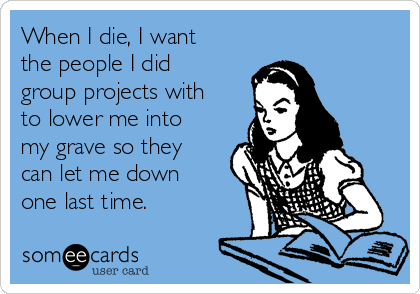 When I die, I want
the people I did
group projects with
to lower me into
my grave so they
can let me down
one last time.
someecards
user card